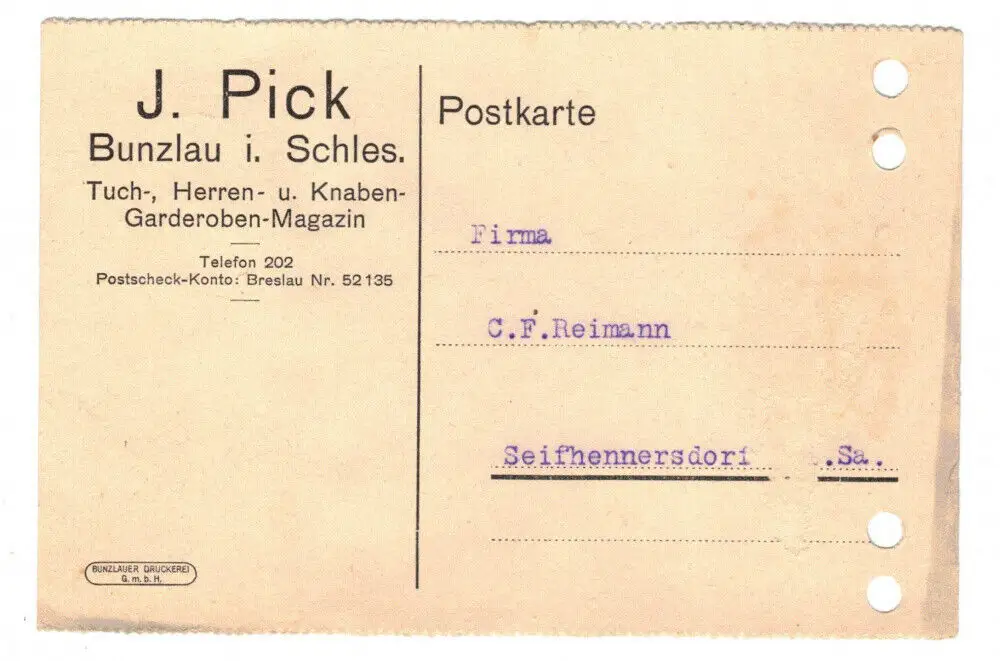 J. Pick
Bunzlau i. Schles.
Tuch-, Herren- u. Knaben-
Garderoben-Magazin
Telefon 202
Postscheck-Konto: Breslau Nr. 52135
BUNZLAUER DRUCKEREI
G. m. b. H.
Postkarte
Firma
C.F.Reimann
Seifhennersdorf .Sa.